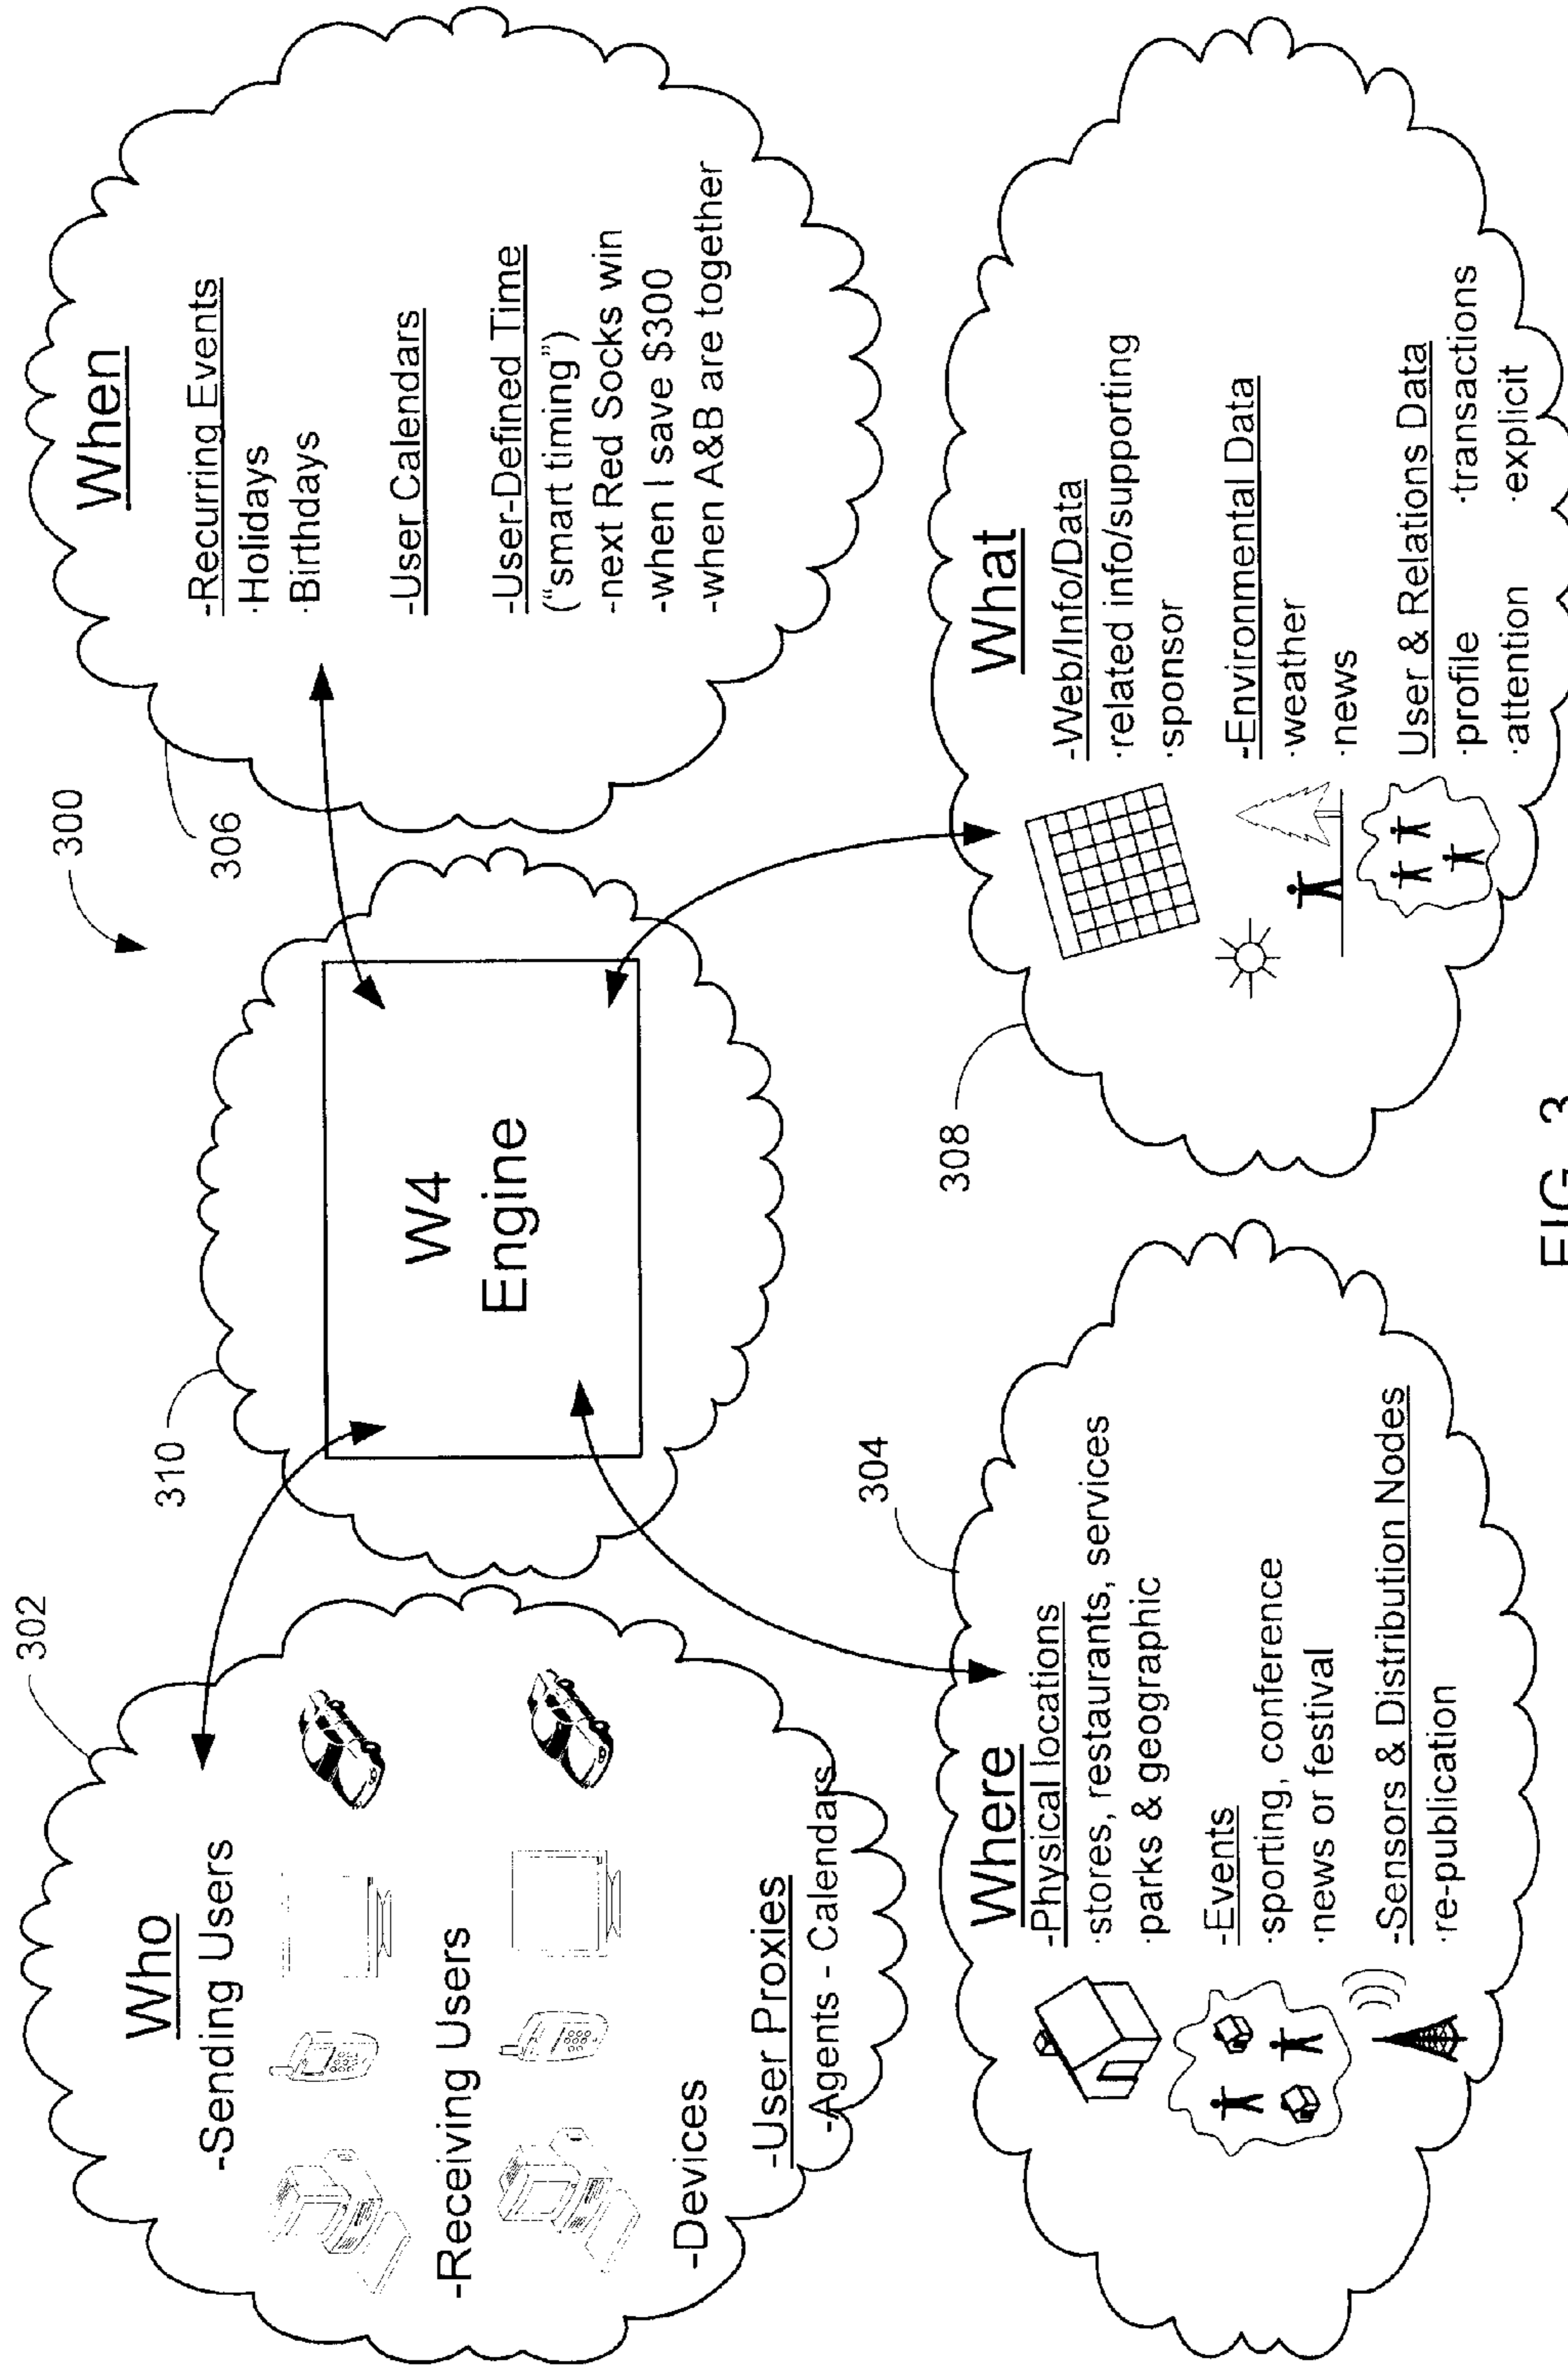 300
302
Who
-Sending Users
-Receiving Users
-Devices
-User Proxies
-Agents - Calendars
310
W4
Engine
306
When
-Recurring Events
·Holidays
·Birthdays
-User Calendars
-User-Defined Time
("smart timing")
-next Red Socks win
-when I save $300
-when A&B are together
304
Where
-Physical locations
·stores, restaurants, services
·parks & geographic
-Events
·sporting, conference
·news or festival
-Sensors & Distribution Nodes
·re-publication
308
What
-Web/Info/Data
·related info/supporting
·sponsor
-Environmental Data
·weather
·news
User & Relations Data
·profile ·transactions
·attention ·explicit
FIG. 3